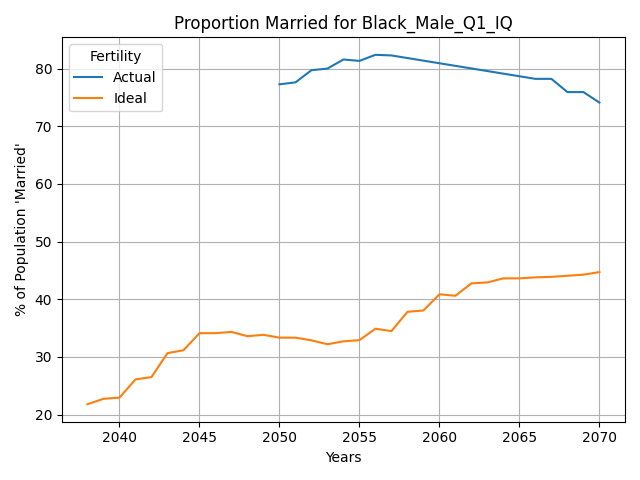 Proportion Married for Black_Male_Q1_IQ
Fertility
Actual
Ideal
% of Population 'Married'
80
70
60
50
40
30
20
2040 2045 2050 2055 2060 2065 2070
Years